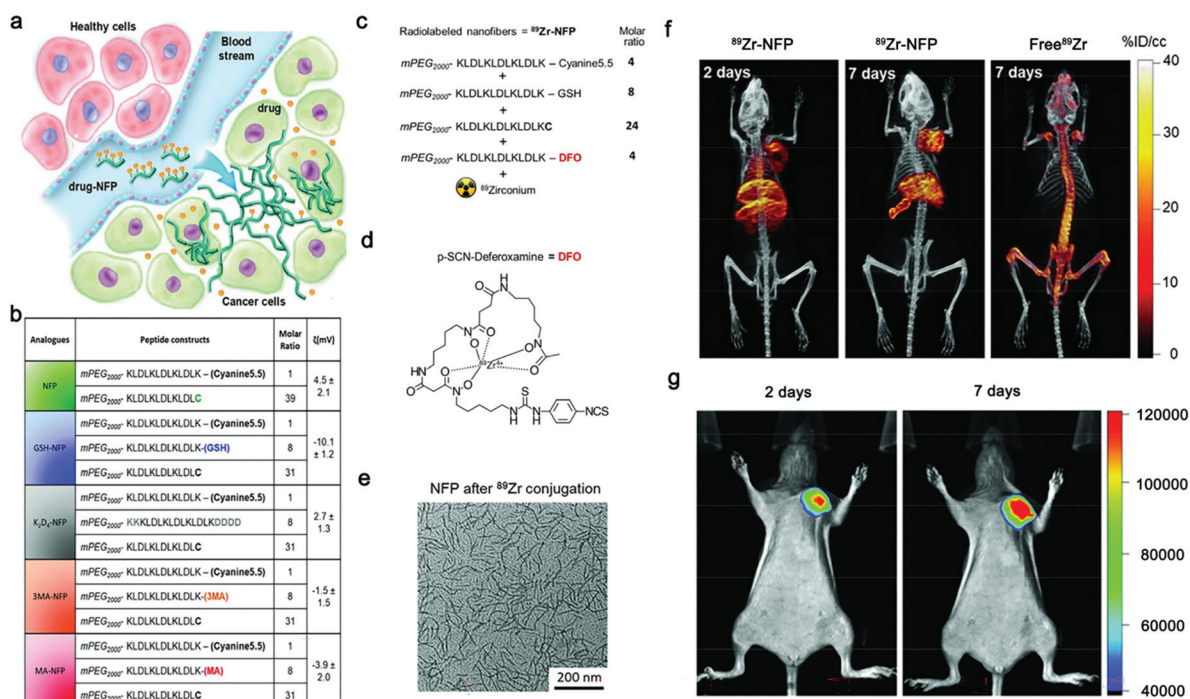 a
Healthy cells
Blood
stream
drug
drug-NFP
Cancer cells
b
Analogues Peptide constructs Molar Ratio ζ(mV)
NFP
mPEG2000- KLDLKLDLKLDLK – (Cyanine5.5) 1
mPEG2000- KLDLKLDLKLDLC 39
4.5 ± 2.1
GSH-NFP
mPEG2000- KLDLKLDLKLDLK – (Cyanine5.5) 1
mPEG2000- KLDLKLDLKLDLK-(GSH) 8
mPEG2000- KLDLKLDLKLDLC 31
-10.1 ± 1.2
K2D4-NFP
mPEG2000- KLDLKLDLKLDLK – (Cyanine5.5) 1
mPEG2000- KKKLDLKLDLKLDLKDDDD 8
mPEG2000- KLDLKLDLKLDLC 31
2.7 ± 1.3
3MA-NFP
mPEG2000- KLDLKLDLKLDLK – (Cyanine5.5) 1
mPEG2000- KLDLKLDLKLDLK-(3MA) 8
mPEG2000- KLDLKLDLKLDLC 31
-1.5 ± 1.5
MA-NFP
mPEG2000- KLDLKLDLKLDLK – (Cyanine5.5) 1
mPEG2000- KLDLKLDLKLDLK-(MA) 8
mPEG2000- KLDLKLDLKLDLC 31
-3.9 ± 2.0
c
Radiolabeled nanofibers = 89Zr-NFP Molar ratio
mPEG2000- KLDLKLDLKLDLK – Cyanine5.5 4
+
mPEG2000- KLDLKLDLKLDLK – GSH 8
+
mPEG2000- KLDLKLDLKLDLKC 24
+
mPEG2000- KLDLKLDLKLDLK – DFO 4
+
89Zirconium
d
p-SCN-Deferoxamine = DFO
H
N
O
O
N
O
O
N
89Zr4+
O
O
HN
O
O
N
O
S
N
H
N
H
NCS
e
NFP after 89Zr conjugation
200 nm
f
89Zr-NFP
2 days
89Zr-NFP
7 days
Free89Zr
7 days
%ID/cc
40
30
20
10
0
g
2 days
7 days
120000
100000
80000
60000
40000